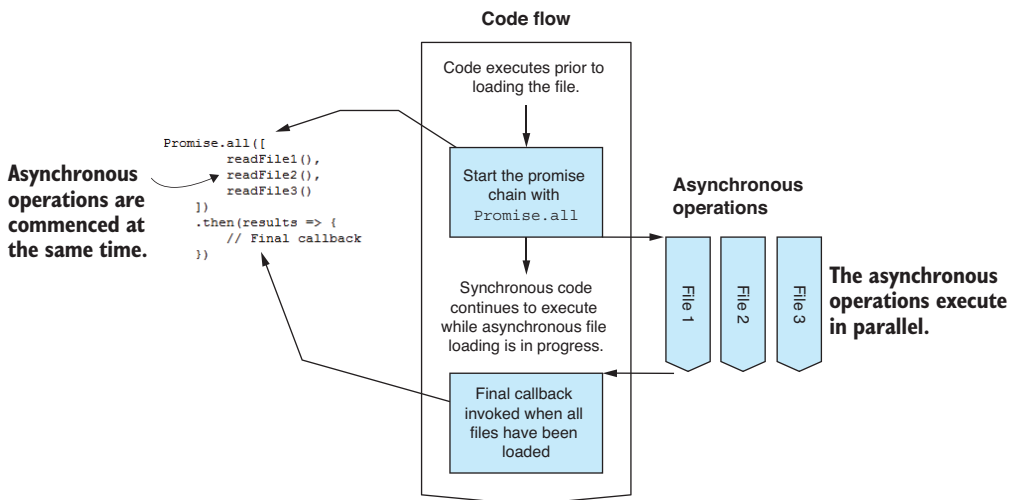 Code flow
Code executes prior to
loading the file.
Promise.all([
readFile1(),
readFile2(),
readFile3()
])
.then(results => {
// Final callback
})
Asynchronous
operations are
commenced at
the same time.
Start the promise
chain with
Promise.all
Asynchronous
operations
File 1
File 2
File 3
The asynchronous
operations execute
in parallel.
Synchronous code
continues to execute
while asynchronous file
loading is in progress.
Final callback
invoked when all
files have been
loaded